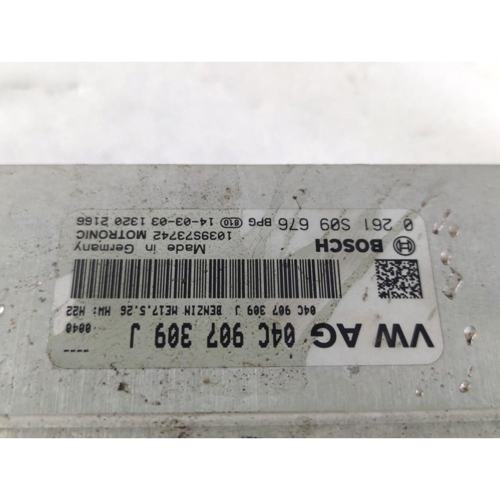 VW AG 04C 907 309 J
---
0040
04C 907 309 J BENZIN ME17.5.26 HW: H22
BOSCH
Made in Germany
1039S73742 MOTRONIC
0 261 S09 676 BPG 810 14-03-03 1320 2166